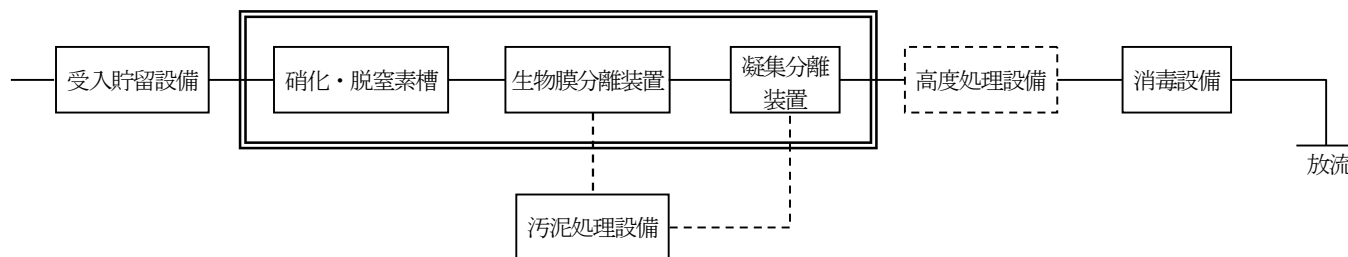 受入貯留設備
硝化・脱窒素槽
生物膜分離装置
凝集分離
装置
高度処理設備
消毒設備
放流
汚泥処理設備